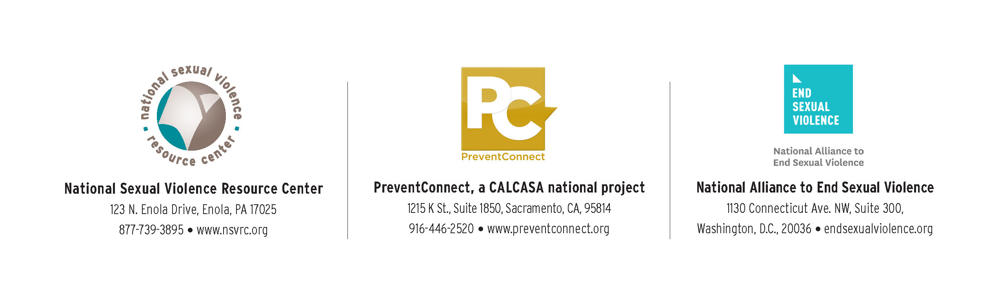 national sexual violence
resource center
National Sexual Violence Resource Center
123 N. Enola Drive, Enola, PA 17025
877-739-3895 • www.nsvrc.org
PC
PreventConnect
PreventConnect, a CALCASA national project
1215 K St., Suite 1850, Sacramento, CA, 95814
916-446-2520 • www.preventconnect.org
END
SEXUAL
VIOLENCE
National Alliance to
End Sexual Violence
National Alliance to End Sexual Violence
1130 Connecticut Ave. NW, Suite 300,
Washington, D.C., 20036 • endsexualviolence.org